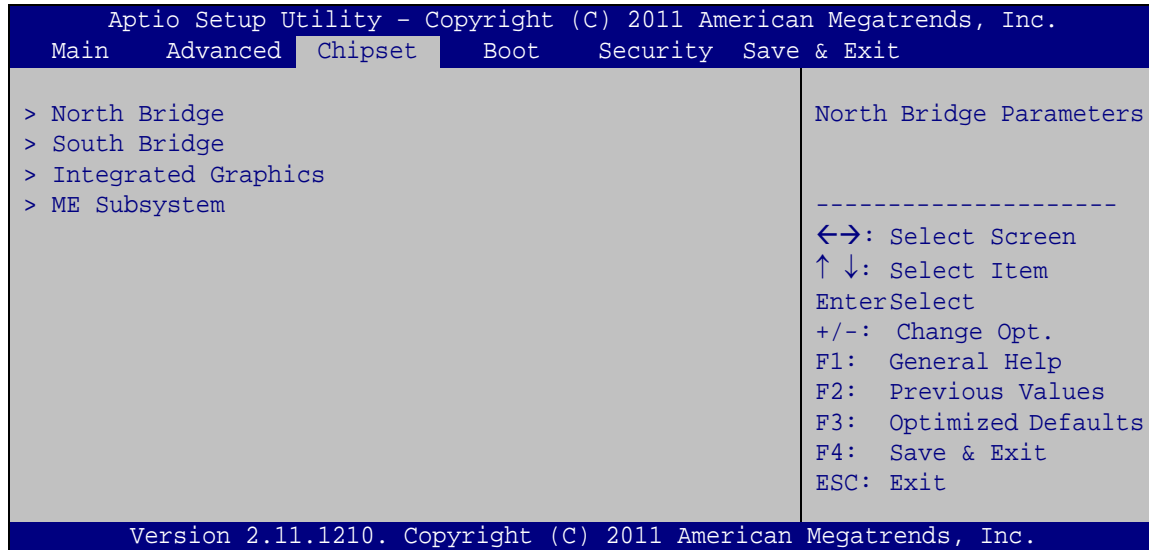 Aptio Setup Utility – Copyright (C) 2011 American Megatrends, Inc.
Main Advanced Chipset Boot Security Save & Exit
> North Bridge
> South Bridge
> Integrated Graphics
> ME Subsystem
North Bridge Parameters
---------------------
←→: Select Screen
↑ ↓: Select Item
EnterSelect
+/-: Change Opt.
F1: General Help
F2: Previous Values
F3: Optimized Defaults
F4: Save & Exit
ESC: Exit
Version 2.11.1210. Copyright (C) 2011 American Megatrends, Inc.